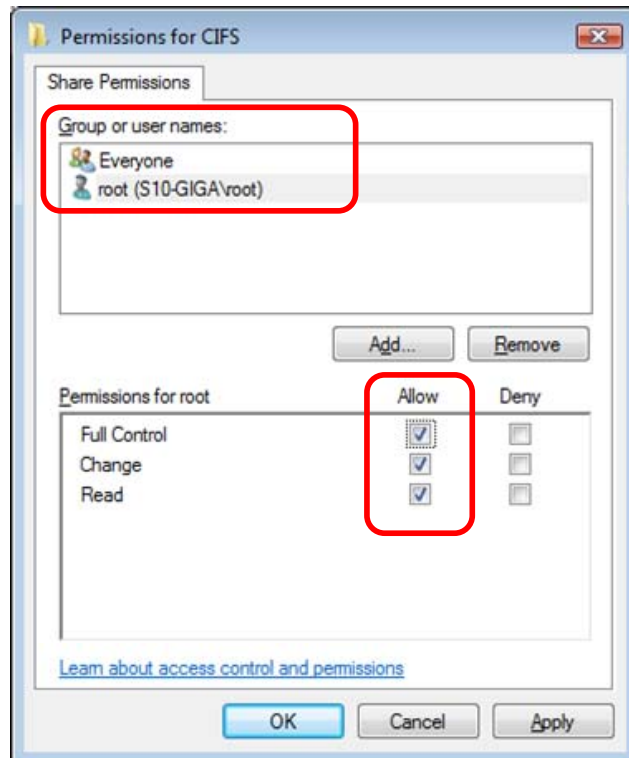 Permissions for CIFS
Share Permissions
Group or user names:
Everyone
root (S10-GIGA\root)
Add... Remove
Permissions for root Allow Deny
Full Control
Change
Read
Learn about access control and permissions
OK Cancel Apply